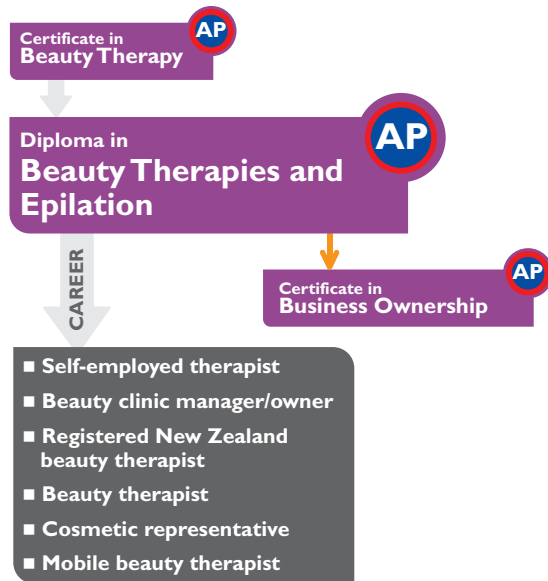 Certificate in
Beauty Therapy
AP
Diploma in
Beauty Therapies and
Epilation
AP
CAREER
Certificate in
Business Ownership
AP
■ Self-employed therapist
■ Beauty clinic manager/owner
■ Registered New Zealand
beauty therapist
■ Beauty therapist
■ Cosmetic representative
■ Mobile beauty therapist